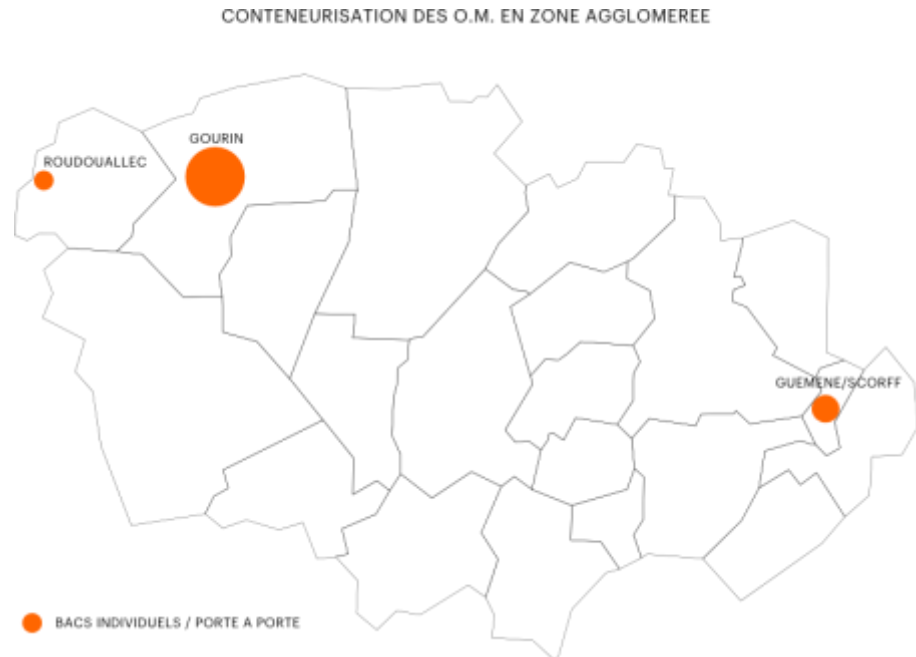 CONTENEURISATION DES O.M. EN ZONE AGGLOMEREE
GOURIN
ROUDOUALLEC
GUEMENE/SCORFF
BACS INDIVIDUELS / PORTE A PORTE